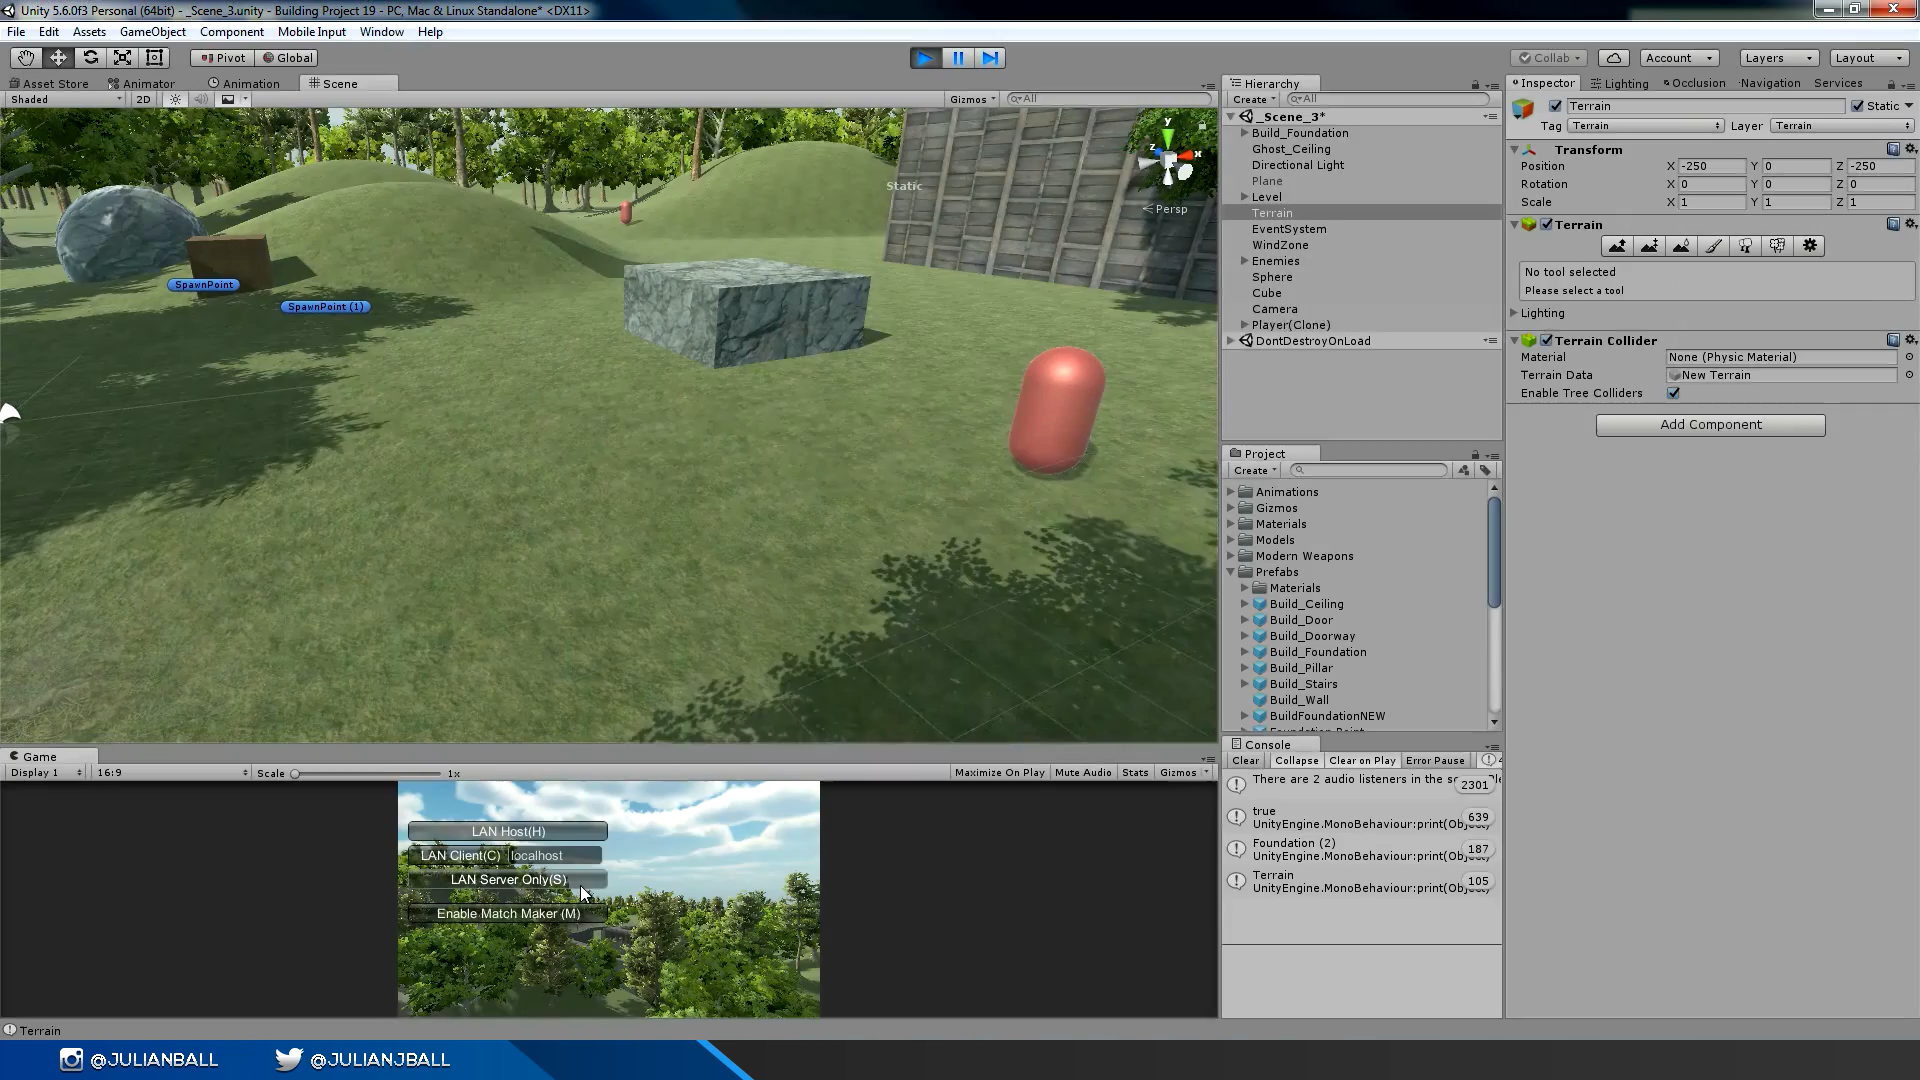 Unity 5.6.0f3 Personal (64bit) - _Scene_3.unity - Building Project 19 - PC, Mac & Linux Standalone* <DX11>
File Edit Assets GameObject Component Mobile Input Window Help
Pivot Global Collab Account Layers Layout
Asset Store Animator Animation Scene
Shaded 2D Gizmos All
Static
y
z
x
Persp
SpawnPoint
SpawnPoint (1)
Hierarchy
Create All
_Scene_3*
Build_Foundation
Ghost_Ceiling
Directional Light
Plane
Level
Terrain
EventSystem
WindZone
Enemies
Sphere
Cube
Camera
Player(Clone)
DontDestroyOnLoad
Project
Create
Animations
Gizmos
Materials
Models
Modern Weapons
Prefabs
Materials
Build_Ceiling
Build_Door
Build_Doorway
Build_Foundation
Build_Pillar
Build_Stairs
Build_Wall
BuildFoundationNEW
Console
Clear Collapse Clear on Play Error Pause
There are 2 audio listeners in the 2301
true
UnityEngine.MonoBehaviour:print(Object) 639
Foundation (2)
UnityEngine.MonoBehaviour:print(Object) 187
Terrain
UnityEngine.MonoBehaviour:print(Object) 105
Inspector Lighting Occlusion Navigation Services
Terrain Static
Tag Terrain Layer Terrain
Transform
Position X -250 Y 0 Z -250
Rotation X 0 Y 0 Z 0
Scale X 1 Y 1 Z 1
Terrain
No tool selected
Please select a tool
Lighting
Terrain Collider
Material None (Physic Material)
Terrain Data New Terrain
Enable Tree Colliders
Add Component
Game
Display 1 16:9 Scale 1x Maximize On Play Mute Audio Stats Gizmos
LAN Host(H)
LAN Client(C) localhost
LAN Server Only(S)
Enable Match Maker (M)
Terrain
@JULIANBALL @JULIANJBALL